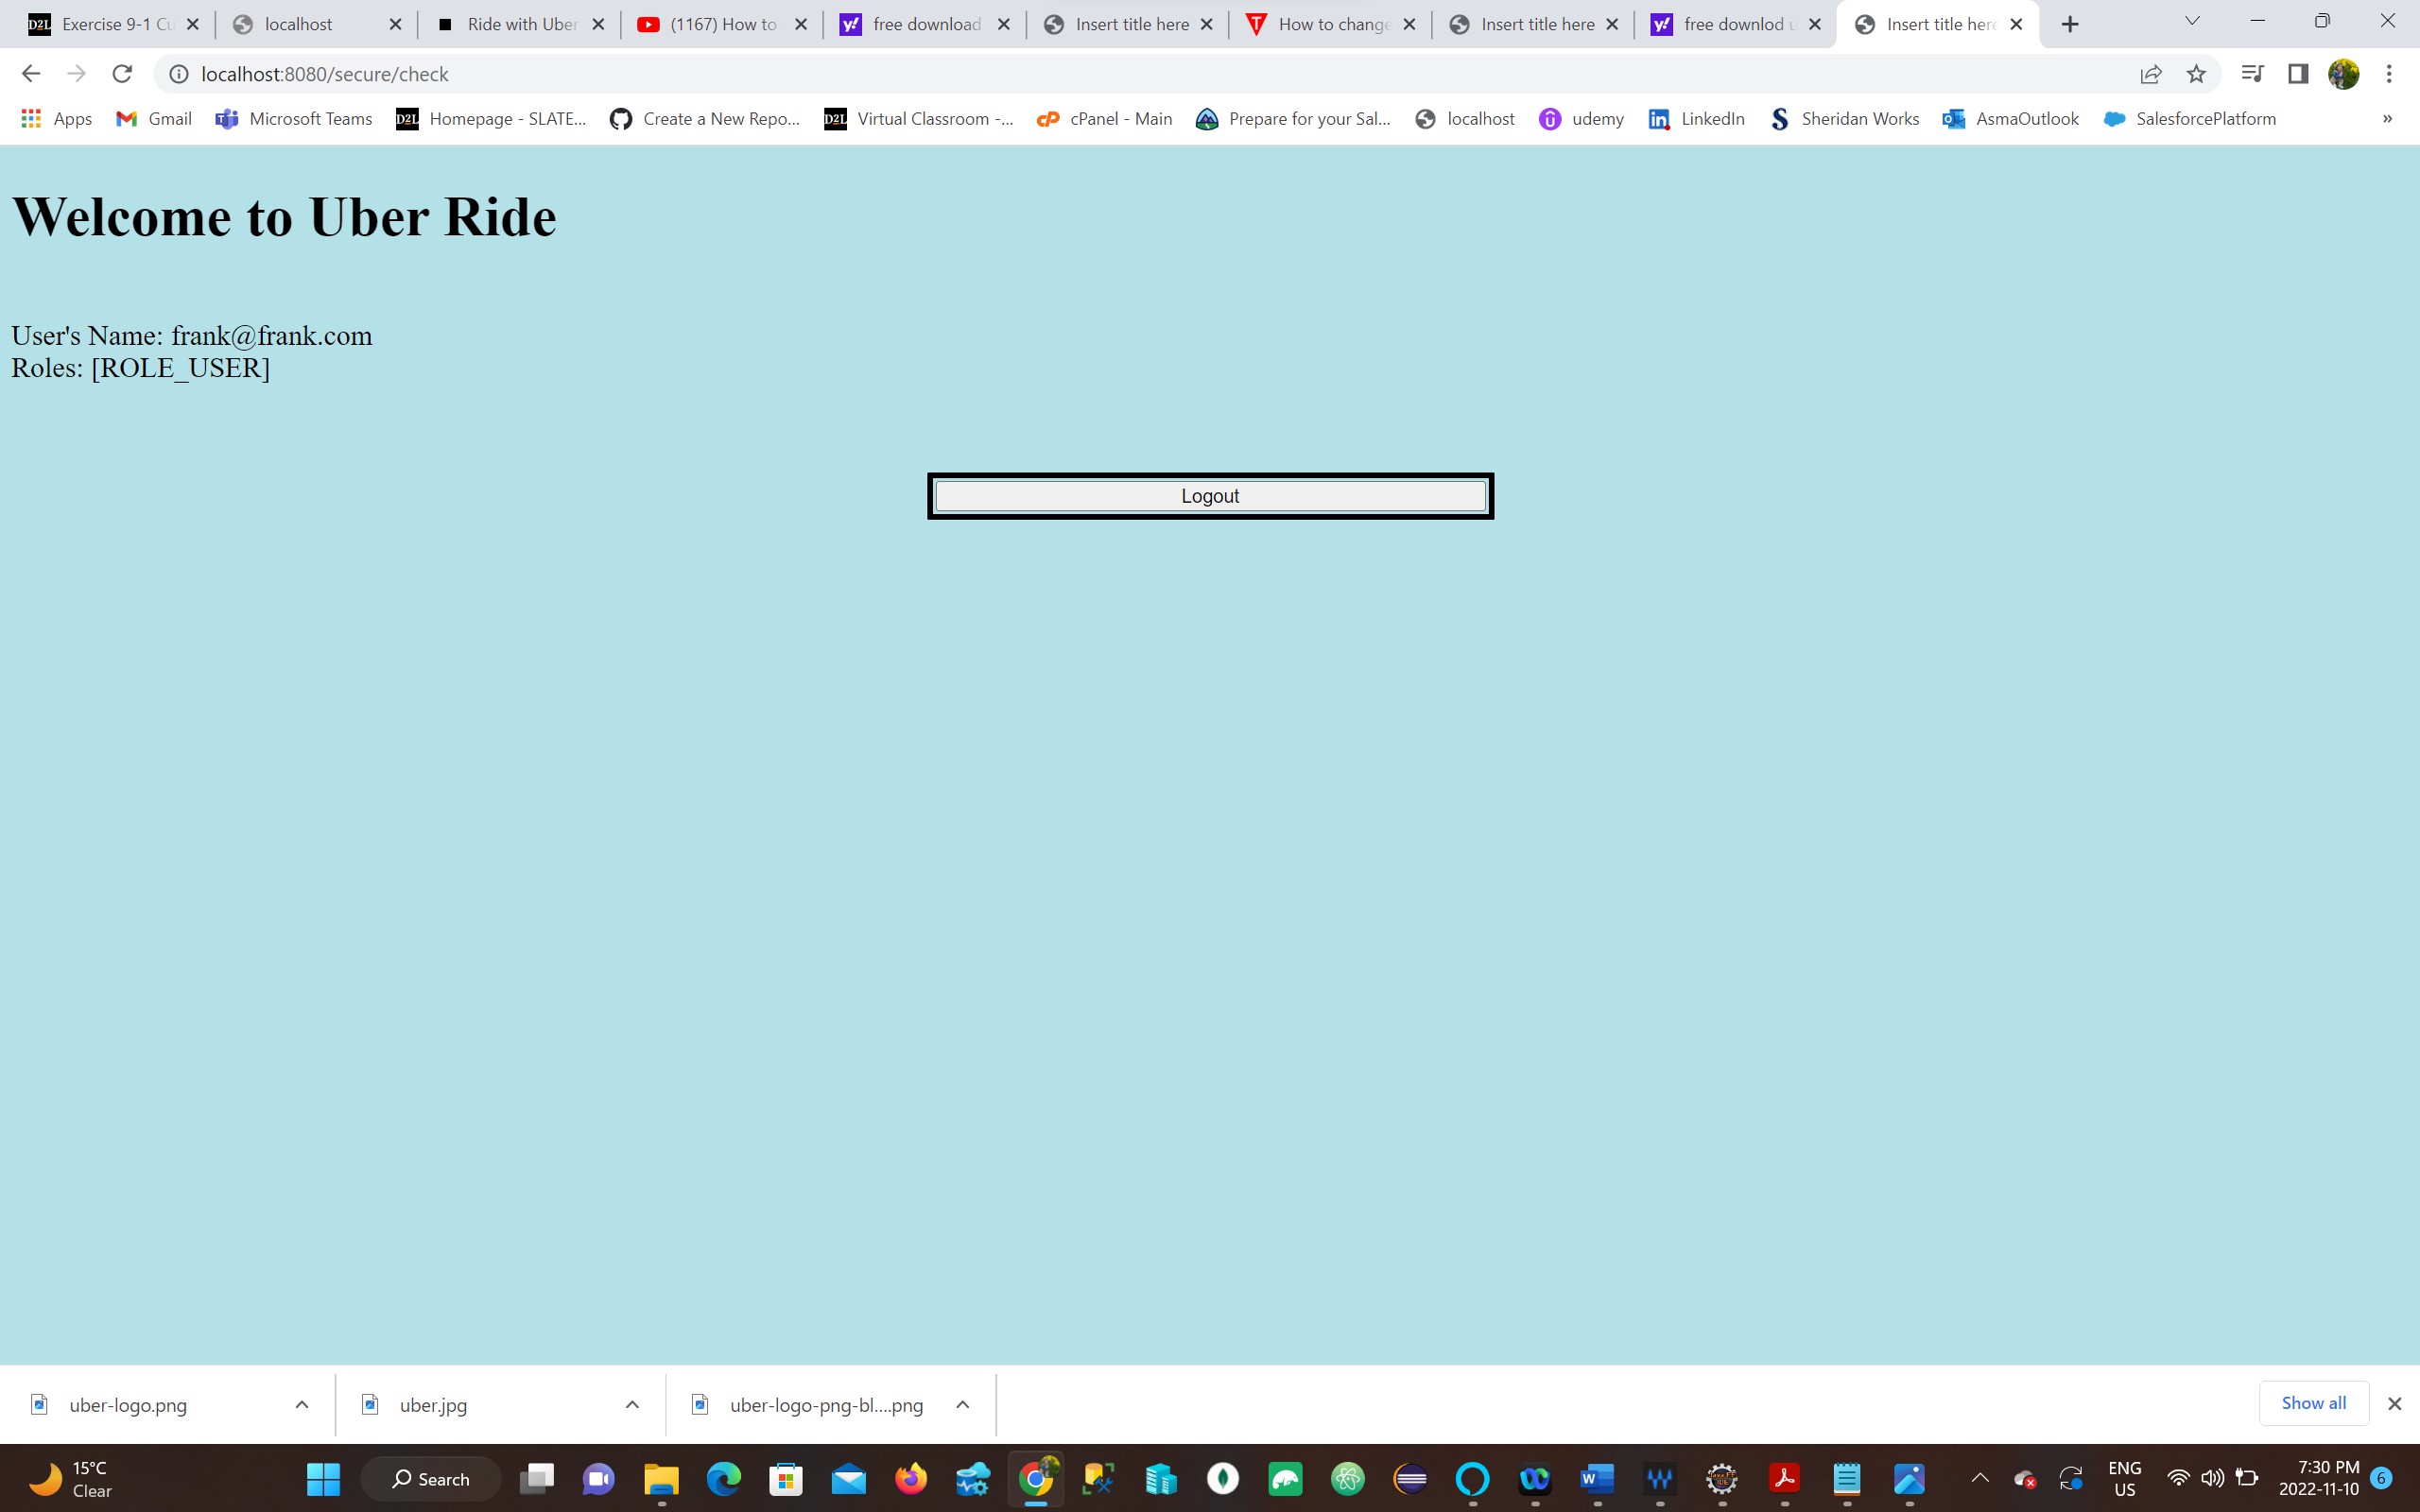 Exercise 9-1 Cu
localhost
Ride with Uber
(1167) How to
free download
Insert title here
How to change
Insert title here
free downlod u
Insert title here
localhost:8080/secure/check
Apps
Gmail
Microsoft Teams
Homepage - SLATE...
Create a New Repo...
Virtual Classroom -...
cPanel - Main
Prepare for your Sal...
localhost
udemy
LinkedIn
Sheridan Works
AsmaOutlook
SalesforcePlatform
»
Welcome to Uber Ride
User's Name: frank@frank.com
Roles: [ROLE_USER]
Logout
uber-logo.png
uber.jpg
uber-logo-png-bl....png
Show all
15°C
Clear
Search
ENG
US
7:30 PM
2022-11-10
6